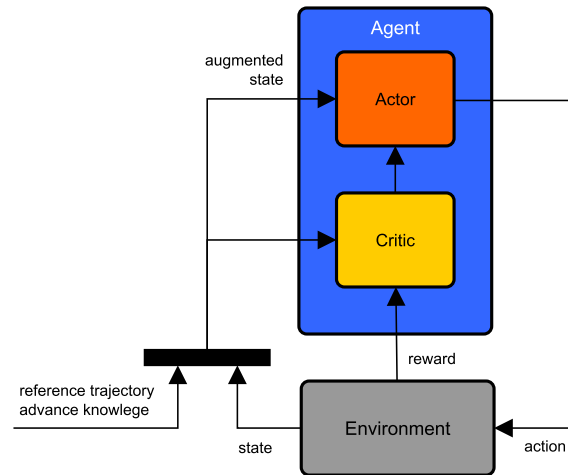 Agent
augmented
state
Actor
Critic
reward
reference trajectory
advance knowlege
state
Environment
action